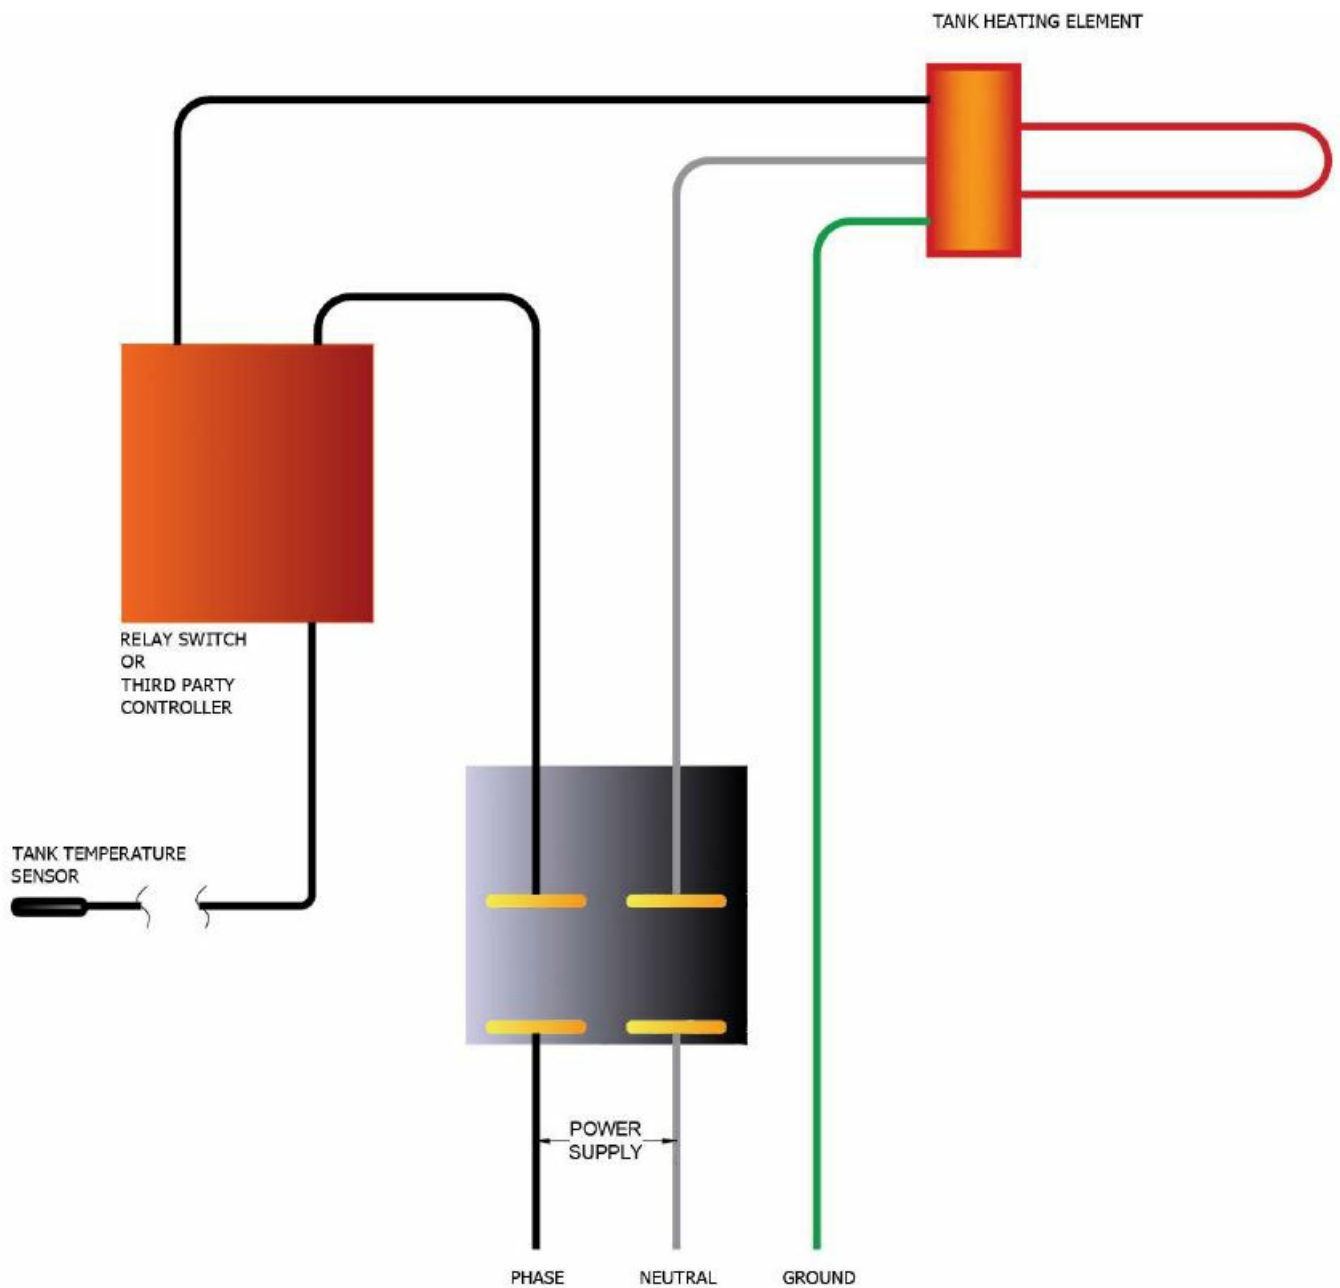 TANK HEATING ELEMENT
RELAY SWITCH
OR
THIRD PARTY
CONTROLLER
TANK TEMPERATURE
SENSOR
POWER
SUPPLY
PHASE
NEUTRAL
GROUND